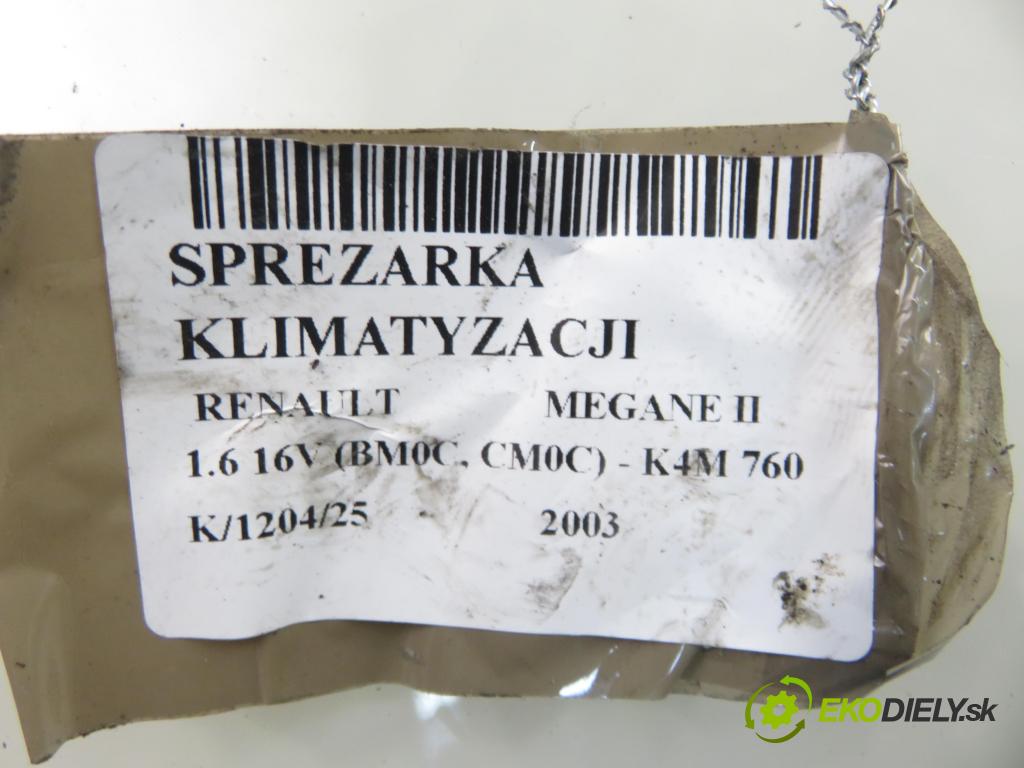 SPREZARKA
KLIMATYZACJI
RENAULT MEGANE II
1.6 16V (BM0C, CM0C) - K4M 760
K/1204/25 2003
EKODIELY.sk